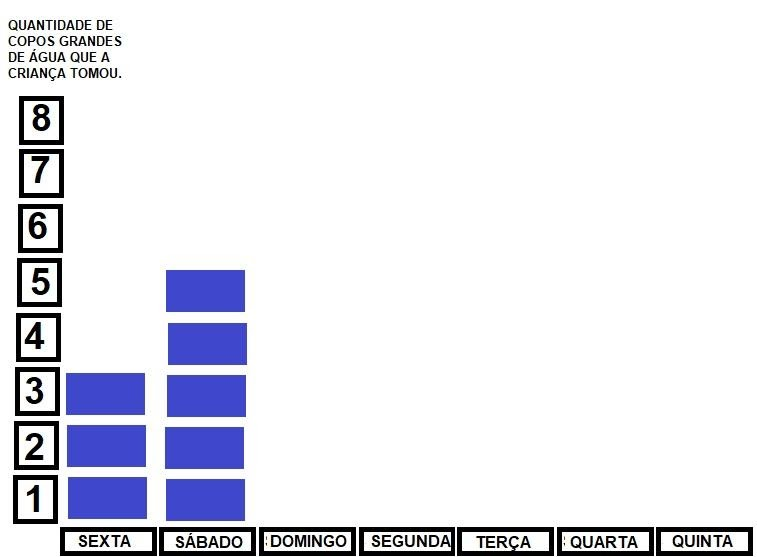 QUANTIDADE DE
COPOS GRANDES
DE ÁGUA QUE A
CRIANÇA TOMOU.
8
7
6
5
4
3
2
1
SEXTA SÁBADO DOMINGO SEGUNDA TERÇA QUARTA QUINTA